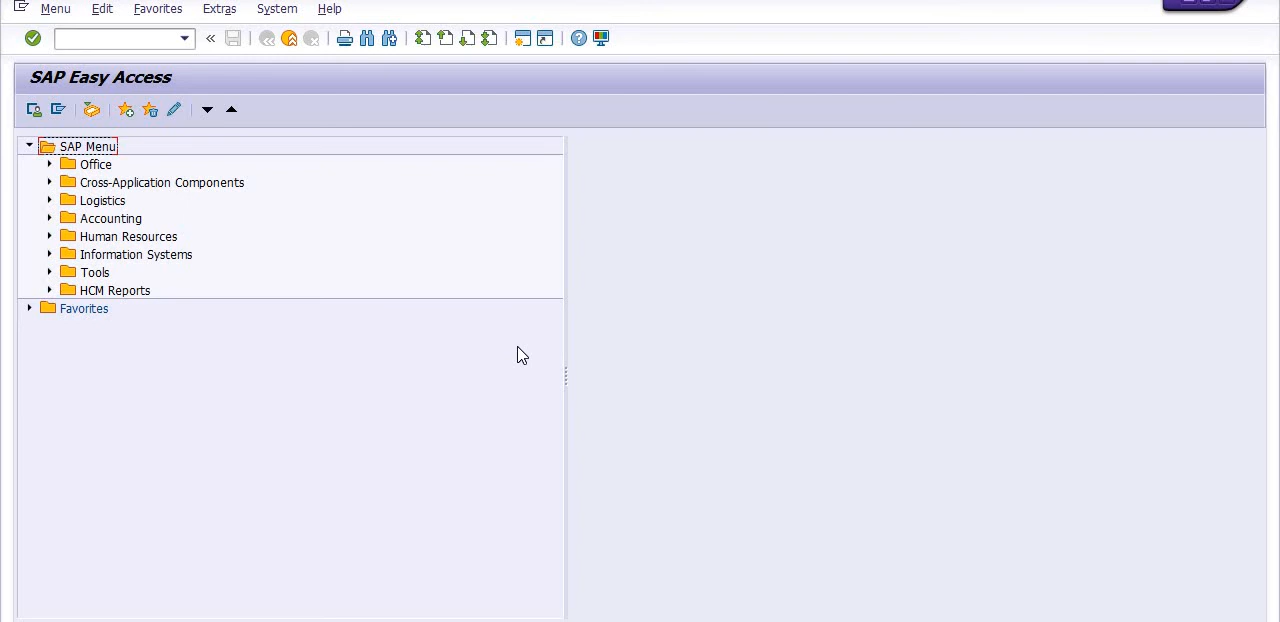 Menu Edit Favorites Extras System Help
SAP Easy Access
SAP Menu
Office
Cross-Application Components
Logistics
Accounting
Human Resources
Information Systems
Tools
HCM Reports
Favorites